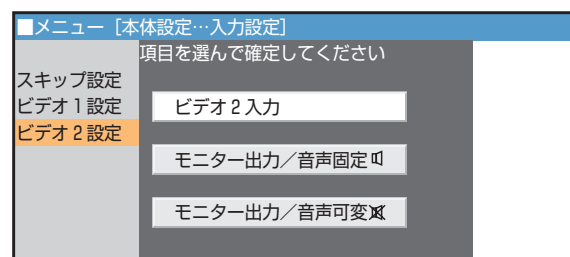 ■メニュー［本体設定…入力設定］
項目を選んで確定してください
スキップ設定
ビデオ１設定
ビデオ２設定
ビデオ２入力
モニター出力／音声固定
モニター出力／音声可変